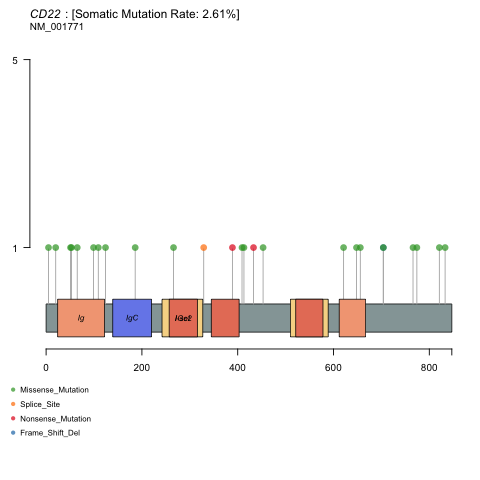 CD22 : [Somatic Mutation Rate: 2.61%]
NM_001771
5
1
Ig
IgC
0
200
400
600
800
Missense_Mutation
Splice_Site
Nonsense_Mutation
Frame_Shift_Del